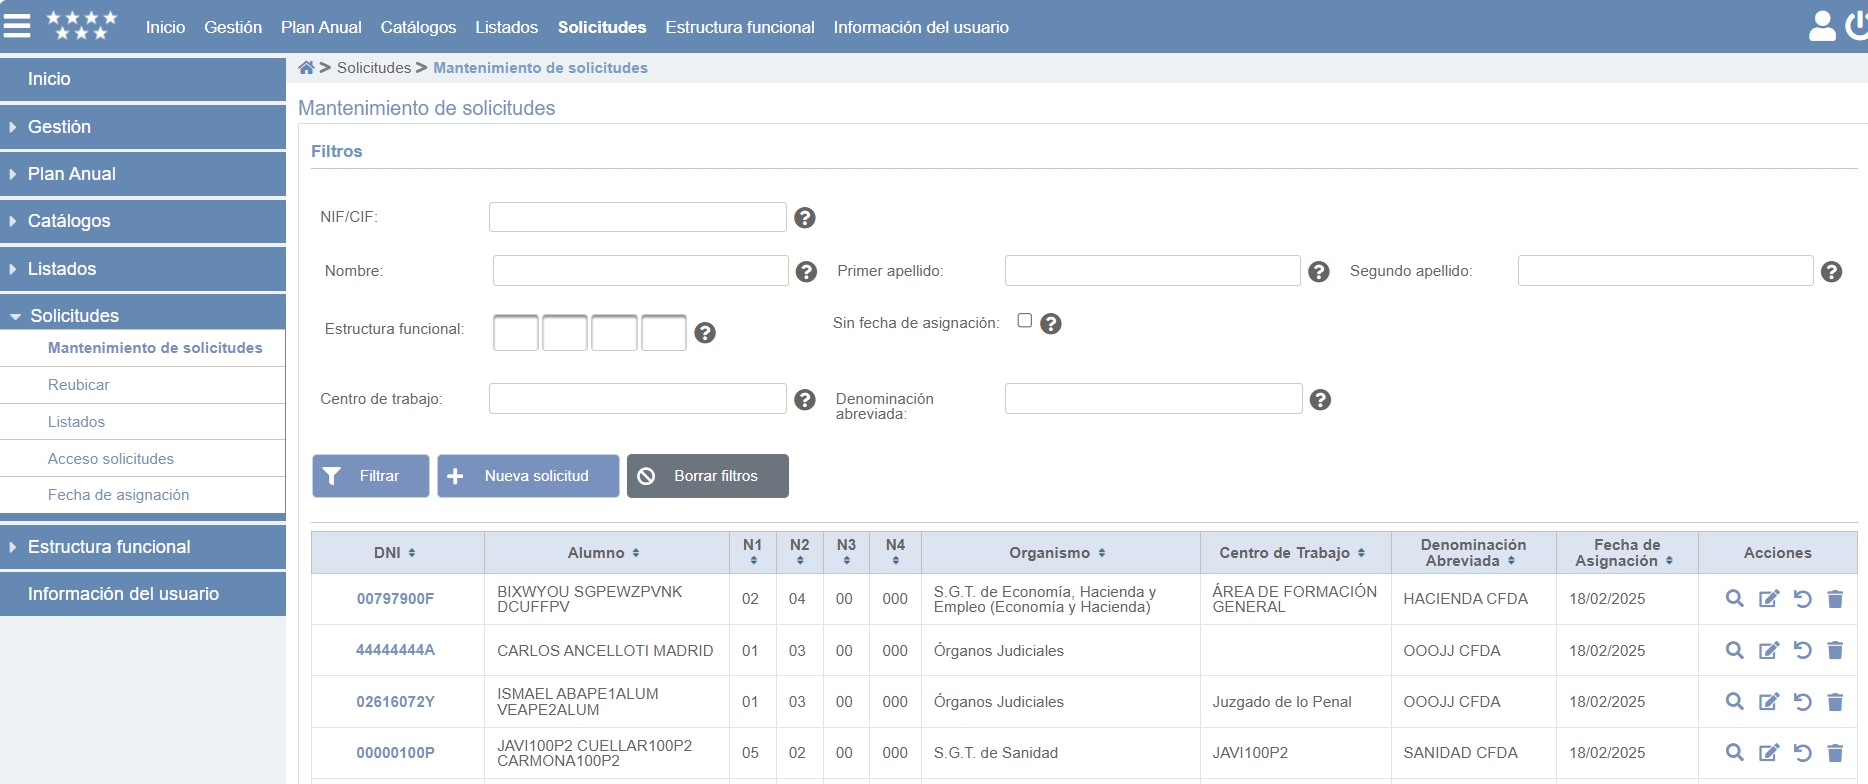 Inicio Gestión Plan Anual Catálogos Listados Solicitudes Estructura funcional Información del usuario
Inicio
Gestión
Plan Anual
Catálogos
Listados
Solicitudes
Mantenimiento de solicitudes
Reubicar
Listados
Acceso solicitudes
Fecha de asignación
Estructura funcional
Información del usuario
> Solicitudes > Mantenimiento de solicitudes
Mantenimiento de solicitudes
Filtros
NIF/CIF:
Nombre: Primer apellido: Segundo apellido:
Estructura funcional: Sin fecha de asignación:
Centro de trabajo: Denominación
abreviada:
Filtrar Nueva solicitud Borrar filtros
DNI Alumno N1 N2 N3 N4 Organismo Centro de Trabajo Denominación Abreviada Fecha de Asignación Acciones
00797900F BIXWYOU SGPEWZPVNK DCUFFPV 02 04 00 000 S.G.T. de Economía, Hacienda y Empleo (Economía y Hacienda) ÁREA DE FORMACIÓN GENERAL HACIENDA CFDA 18/02/2025
44444444A CARLOS ANCELLOTI MADRID 01 03 00 000 Órganos Judiciales OOOJJ CFDA 18/02/2025
02616072Y ISMAEL ABAPE1ALUM VEAPE2ALUM 01 03 00 000 Órganos Judiciales Juzgado de lo Penal OOOJJ CFDA 18/02/2025
00000100P JAVI100P2 CUELLAR100P2 CARMONA100P2 05 02 00 000 S.G.T. de Sanidad JAVI100P2 SANIDAD CFDA 18/02/2025